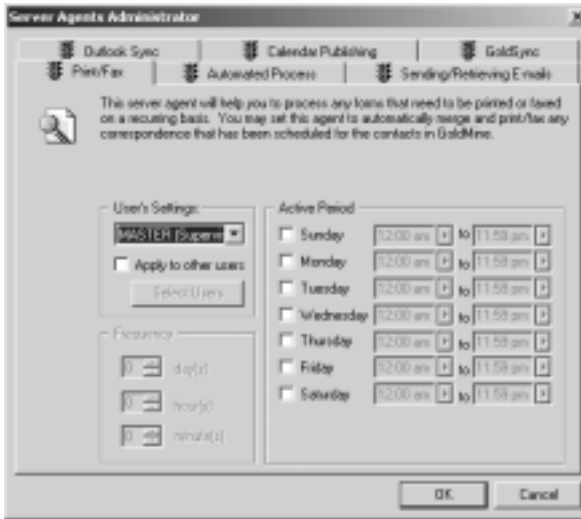 Server Agents Administrator
Outlook Sync
Calendar Publishing
GoldSync
Print/Fax
Automated Process
Sending/Retrieving E-mails
This server agent will help you to process any forms that need to be printed or faxed
on a recurring basis. You may set this agent to automatically merge and print/fax any
correspondence that has been scheduled for the contacts in GoldMine.
User's Settings:
MASTER (Superv
Apply to other users
Select Users
Frequency
0 day(s)
0 hour(s)
0 minute(s)
Active Period
Sunday 12:00 am to 11:59 pm
Monday 12:00 am to 11:59 pm
Tuesday 12:00 am to 11:59 pm
Wednesday 12:00 am to 11:59 pm
Thursday 12:00 am to 11:59 pm
Friday 12:00 am to 11:59 pm
Saturday 12:00 am to 11:59 pm
OK
Cancel